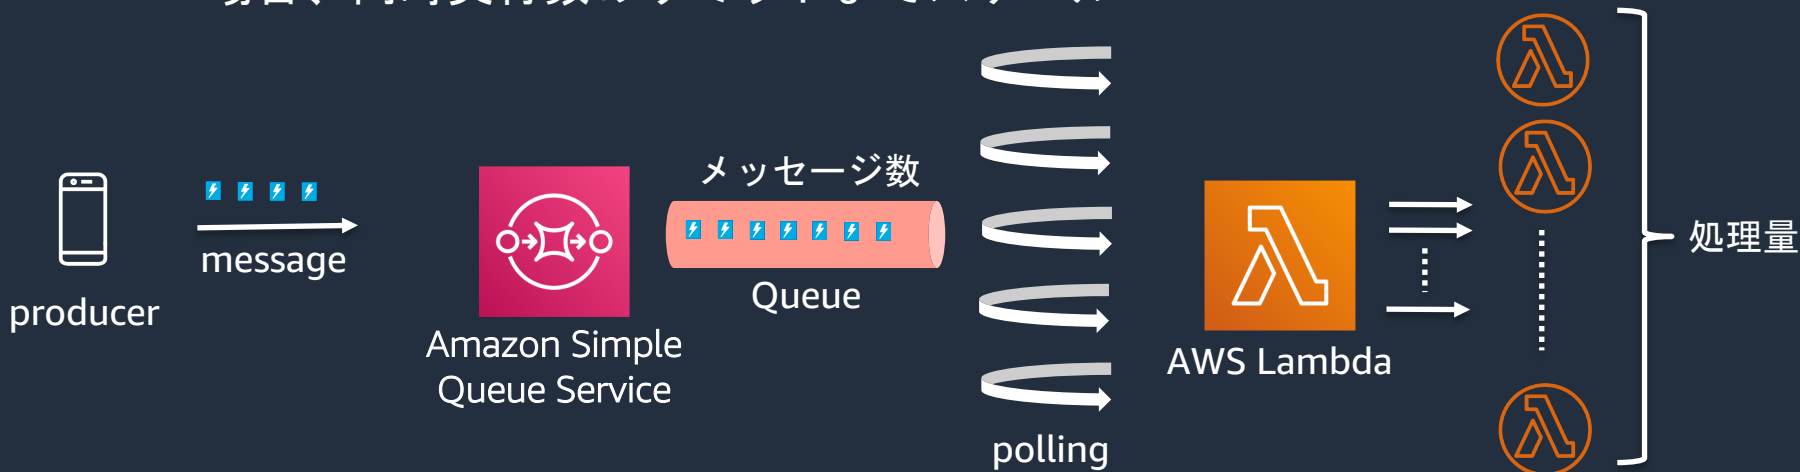 メッセージ数
message
Queue
producer
Amazon Simple
Queue Service
polling
AWS Lambda
処理量